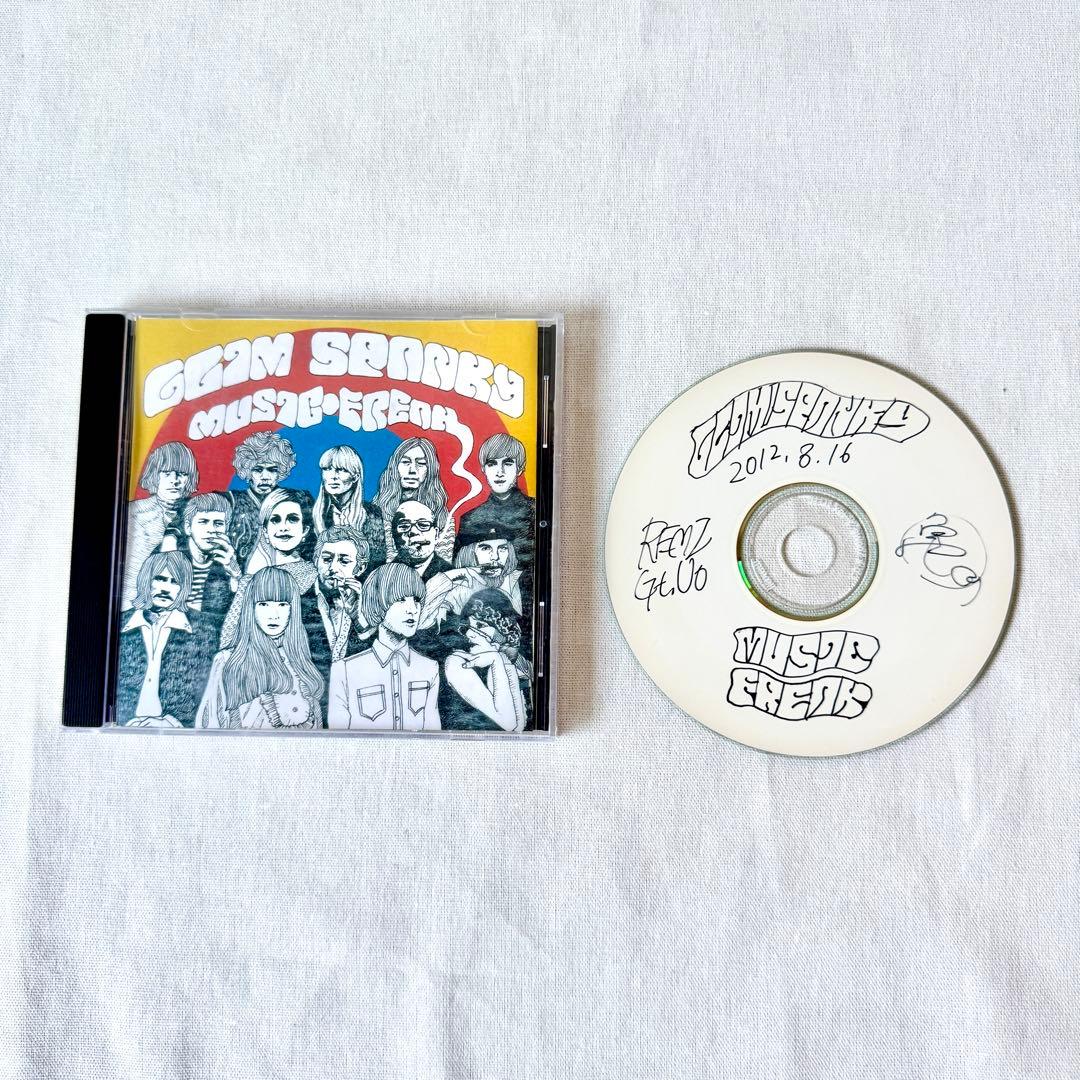 GLIM SPANKY
MUSIC・FREAK
GLIM SPANKY
2012.8.16
REMI
Gt.Vo
MUSIC
FREAK